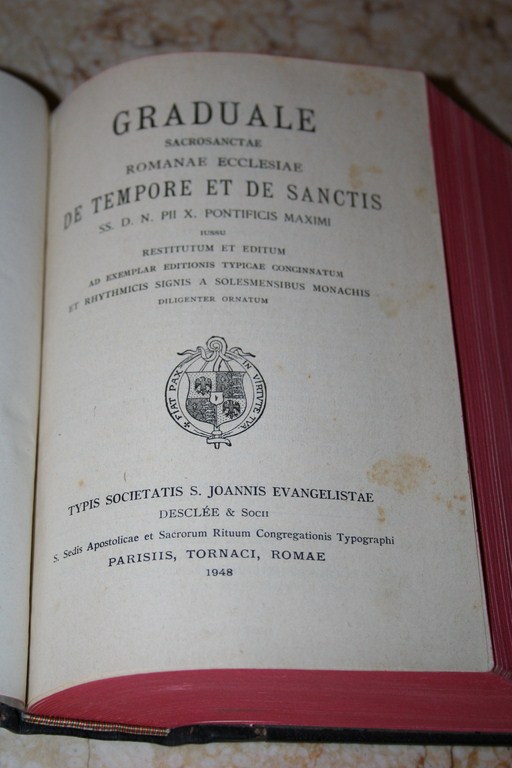 GRADUALE
SACROSANCTAE
ROMANAE ECCLESIAE
DE TEMPORE ET DE SANCTIS
SS. D. N. PII X. PONTIFICIS MAXIMI
IUSSU
RESTITUTUM ET EDITUM
AD EXEMPLAR EDITIONIS TYPICAE CONCINNATUM
ET RHYTHMICIS SIGNIS A SOLESMENSIBUS MONACHIS
DILIGENTER ORNATUM
FIAT PAX IN VIRTVTE TVA
TYPIS SOCIETATIS S. JOANNIS EVANGELISTAE
DESCLÉE & SOCII
S. Sedis Apostolicae et Sacrorum Rituum Congregationis Typographi
PARISIIS, TORNACI, ROMAE
1948